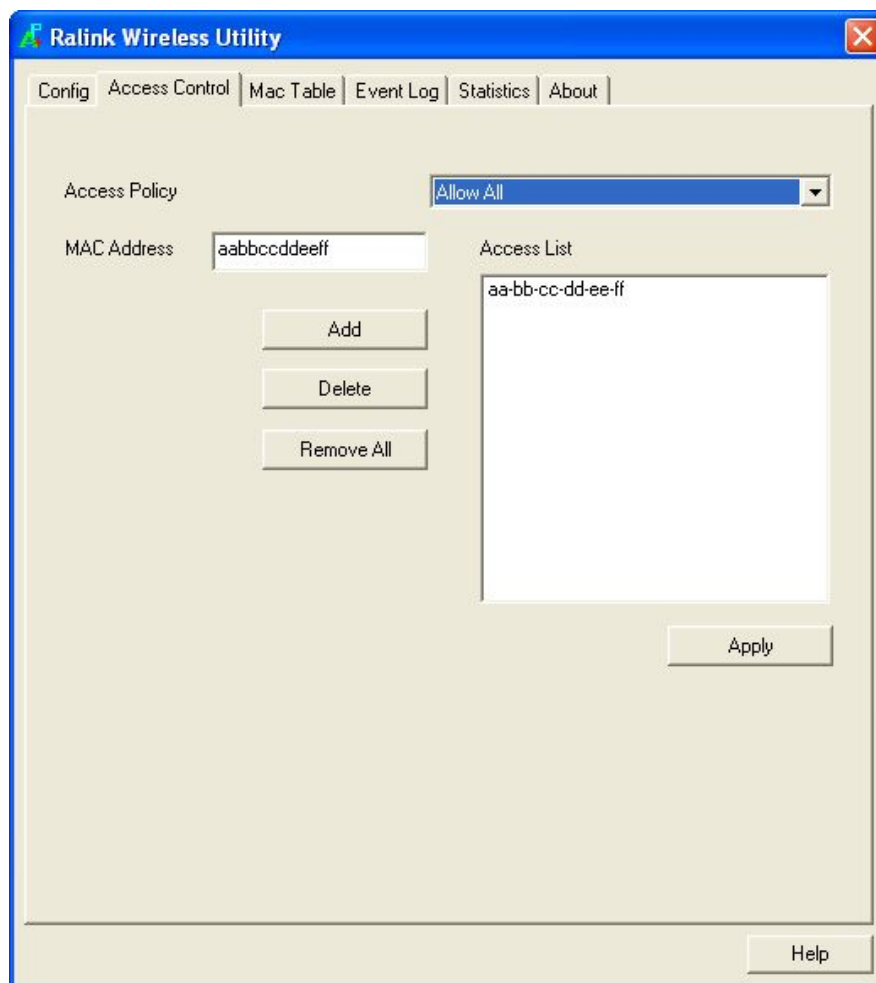 Ralink Wireless Utility
Config Access Control Mac Table Event Log Statistics About
Access Policy Allow All
MAC Address aabbccddeeff Access List
aa-bb-cc-dd-ee-ff
Add
Delete
Remove All
Apply
Help